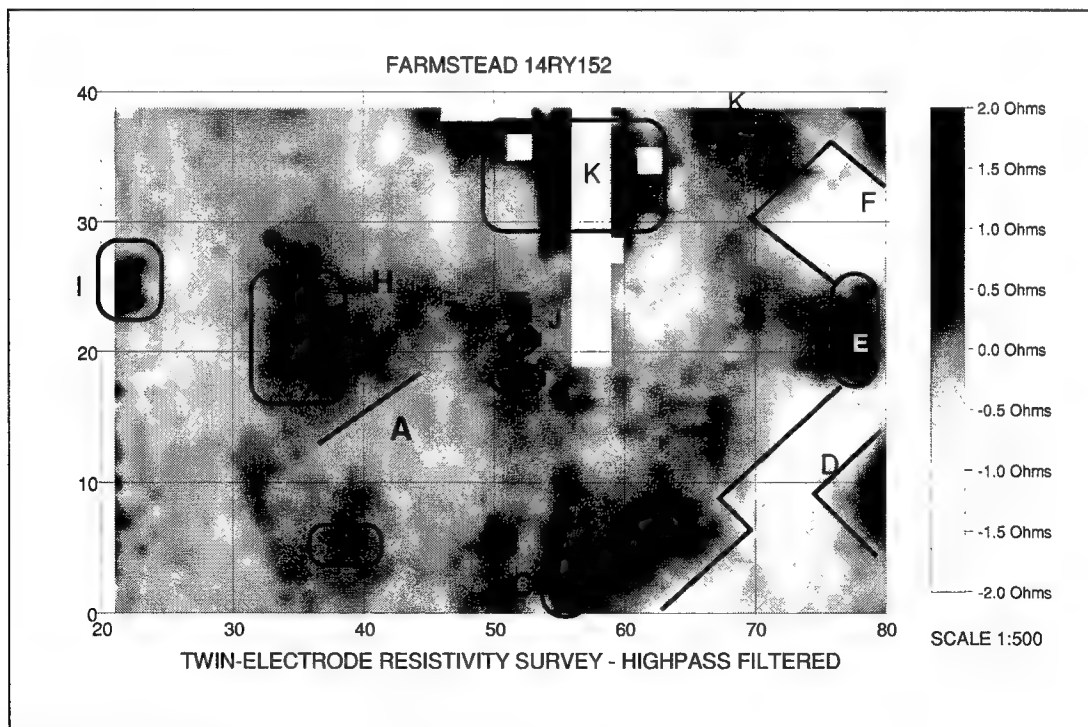 FARMSTEAD 14RY152
40
30
20
10
0
20
30
40
50
60
70
80
K
K
F
I
H
J
E
A
D
2.0 Ohms
1.5 Ohms
1.0 Ohms
0.5 Ohms
0.0 Ohms
-0.5 Ohms
-1.0 Ohms
-1.5 Ohms
-2.0 Ohms
SCALE 1:500
TWIN-ELECTRODE RESISTIVITY SURVEY - HIGHPASS FILTERED